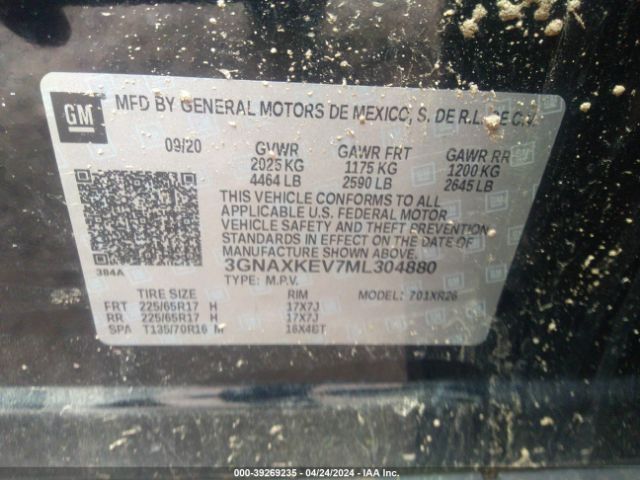 GM
MFD BY GENERAL MOTORS DE MEXICO, S. DE R.L. DE C.V.
09/20 GVWR GAWR FRT GAWR RR
2025 KG 1175 KG 1200 KG
4464 LB 2590 LB 2645 LB
THIS VEHICLE CONFORMS TO ALL
APPLICABLE U.S. FEDERAL MOTOR
VEHICLE SAFETY, BUMPER, AND
THEFT PREVENTION STANDARDS IN
EFFECT ON THE DATE OF
MANUFACTURE SHOWN ABOVE.
3GNAXKEV7ML304880
384A TYPE: M.P.V. MODEL: 701XR26
TIRE SIZE RIM
FRT 225/65R17 H 17X7J
RR 225/65R17 H 17X7J
SPA T135/70R16 M 16X4BT
000-39269235 - 04/24/2024 - IAA Inc.